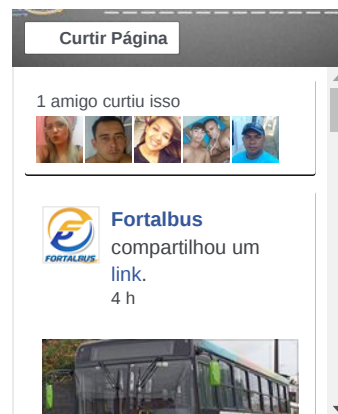 Curtir Página
1 amigo curtiu isso
FORTALBUS
Fortalbus
compartilhou um
link.
4 h